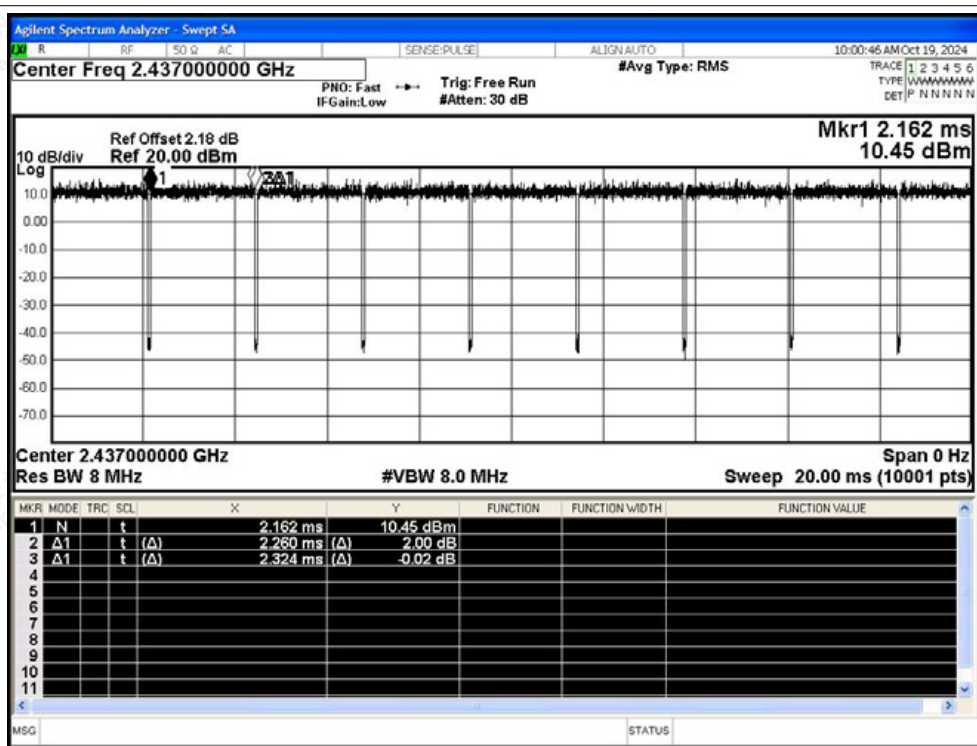 Agilent Spectrum Analyzer - Swept SA
R RF 50 Ω AC SENSE:PULSE ALIGN AUTO 10:00:46 AM Oct 19, 2024
Center Freq 2.437000000 GHz #Avg Type: RMS TRACE 1 2 3 4 5 6
PNO: Fast Trig: Free Run TYPE WWWWWW
IFGain:Low #Atten: 30 dB DET P N N N N N
Mkr1 2.162 ms
10.45 dBm
Ref Offset 2.18 dB
10 dB/div Ref 20.00 dBm
Log
1
3Δ1
10.0
0.00
-10.0
-20.0
-30.0
-40.0
-50.0
-60.0
-70.0
Center 2.437000000 GHz Span 0 Hz
Res BW 8 MHz #VBW 8.0 MHz Sweep 20.00 ms (10001 pts)
MKR MODE TRC SCL X Y FUNCTION FUNCTION WIDTH FUNCTION VALUE
1 N t 2.162 ms 10.45 dBm
2 Δ1 t (Δ) 2.260 ms (Δ) 2.00 dB
3 Δ1 t (Δ) 2.324 ms (Δ) -0.02 dB
4
5
6
7
8
9
10
11
MSG STATUS